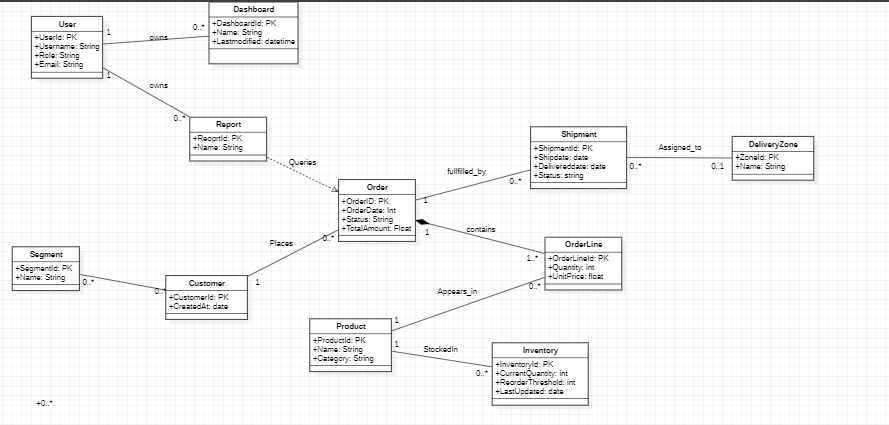 Dashboard
+DashboardId: PK
+Name: String
+Lastmodified: datetime
User
+UserId: PK
+Username: String
+Role: String
+Email: String
1
owns
0..*
1
owns
0..*
Report
+ReoprtId: PK
+Name: String
Queries
Shipment
+ShipmentId: PK
+Shipdate: date
+Delivereddate: date
+Status: string
Assigned_to
0..*
0..1
DeliveryZone
+ZoneId: PK
+Name: String
Order
+OrderID: PK
+OrderDate: Int
+Status: String
+TotalAmount: Float
fullfilled_by
1
0..*
contains
1
1..*
OrderLine
+OrderLineId: PK
+Quantity: int
+UnitPrice: float
0..*
Places
0..*
1
Segment
+SegmentId: PK
+Name: String
0..*
0..
Customer
+CustomerId: PK
+CreatedAt: date
Appears_in
1
Product
+ProductId: PK
+Name: String
+Category: String
1
StockedIn
0..*
Inventory
+InventoryId: PK
+CurrentQuantity: int
+ReorderThreshold: int
+LastUpdated: date
+0..*